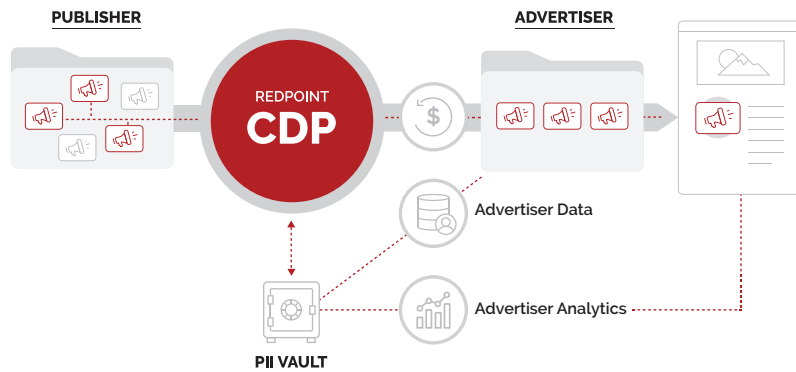 PUBLISHER
ADVERTISER
REDPOINT
CDP
$
Advertiser Data
Advertiser Analytics
PII VAULT